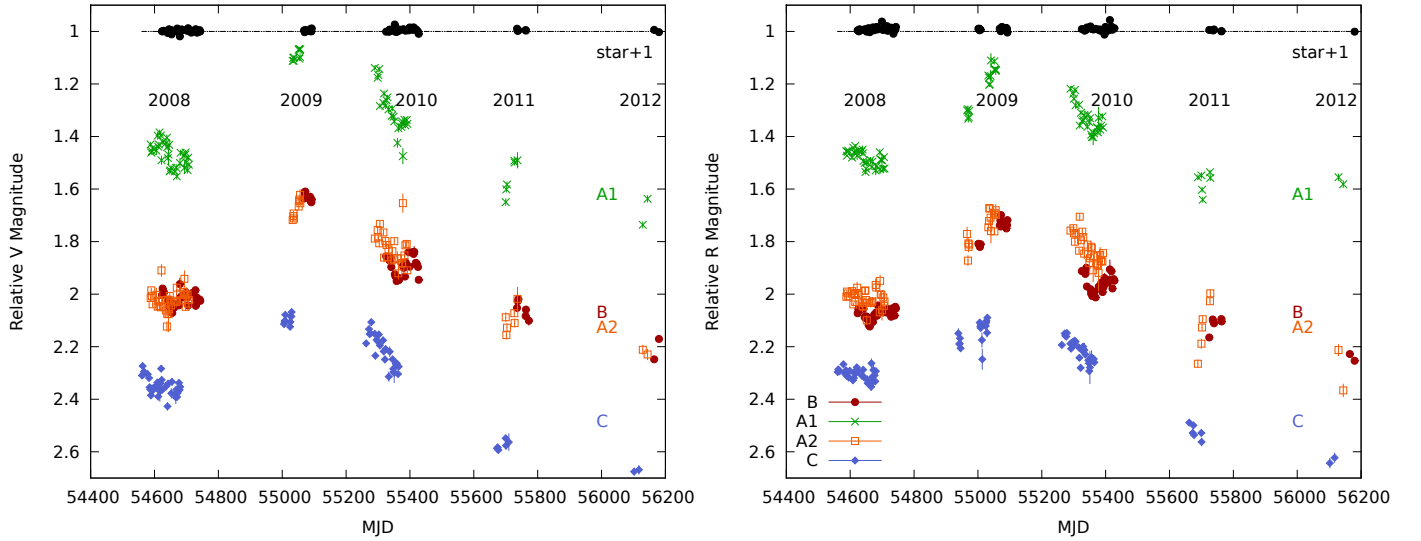 1
1.2
1.4
1.6
1.8
2
2.2
2.4
2.6
54400 54600 54800 55000 55200 55400 55600 55800 56000 56200
Relative V Magnitude
MJD
star+1
2008 2009 2010 2011 2012
A1
B
A2
C
1
1.2
1.4
1.6
1.8
2
2.2
2.4
2.6
54400 54600 54800 55000 55200 55400 55600 55800 56000 56200
Relative R Magnitude
MJD
star+1
2008 2009 2010 2011 2012
A1
B
A2
C
B
A1
A2
C